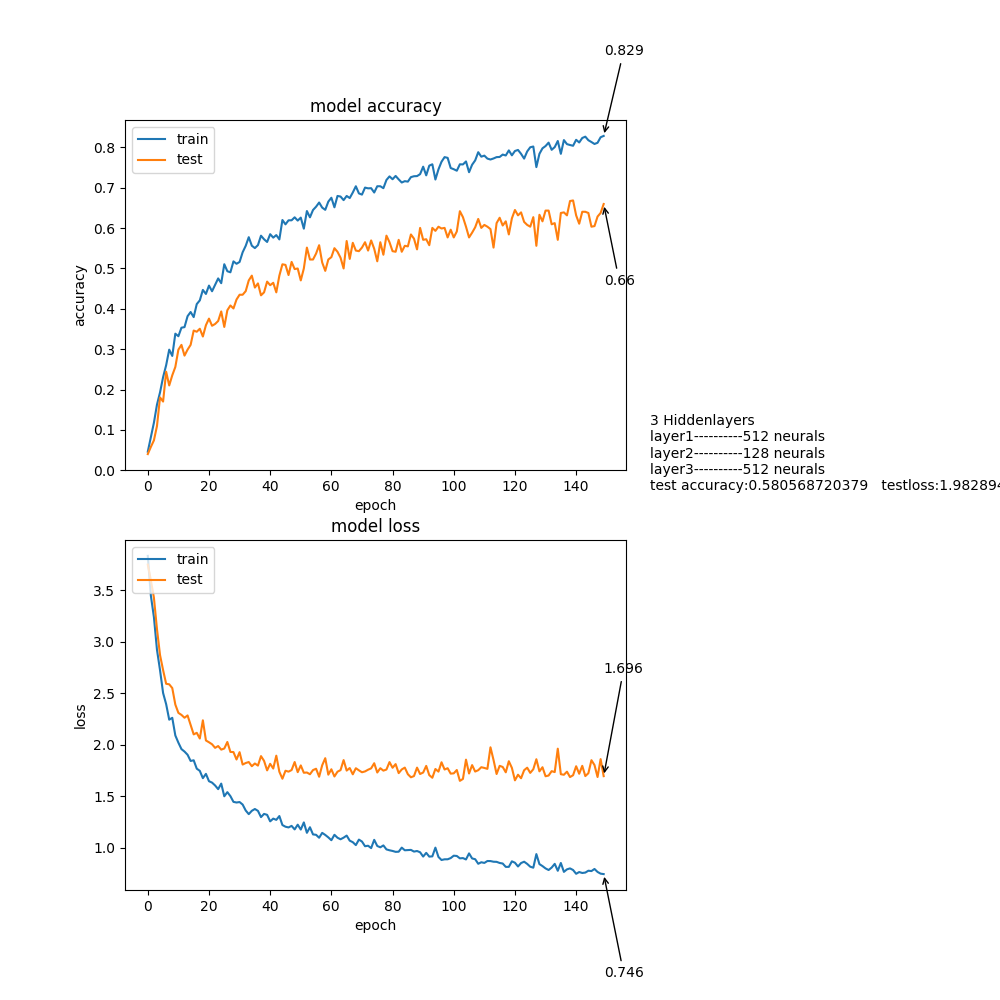 0.829
model accuracy
train
test
0.8
0.7
0.6
0.5
0.4
0.3
0.2
0.1
0.0
accuracy
0.66
0 20 40 60 80 100 120 140
epoch
3 Hiddenlayers
layer1----------512 neurals
layer2----------128 neurals
layer3----------512 neurals
test accuracy:0.580568720379 testloss:1.982894
model loss
train
test
3.5
3.0
2.5
2.0
1.5
1.0
loss
1.696
0 20 40 60 80 100 120 140
epoch
0.746